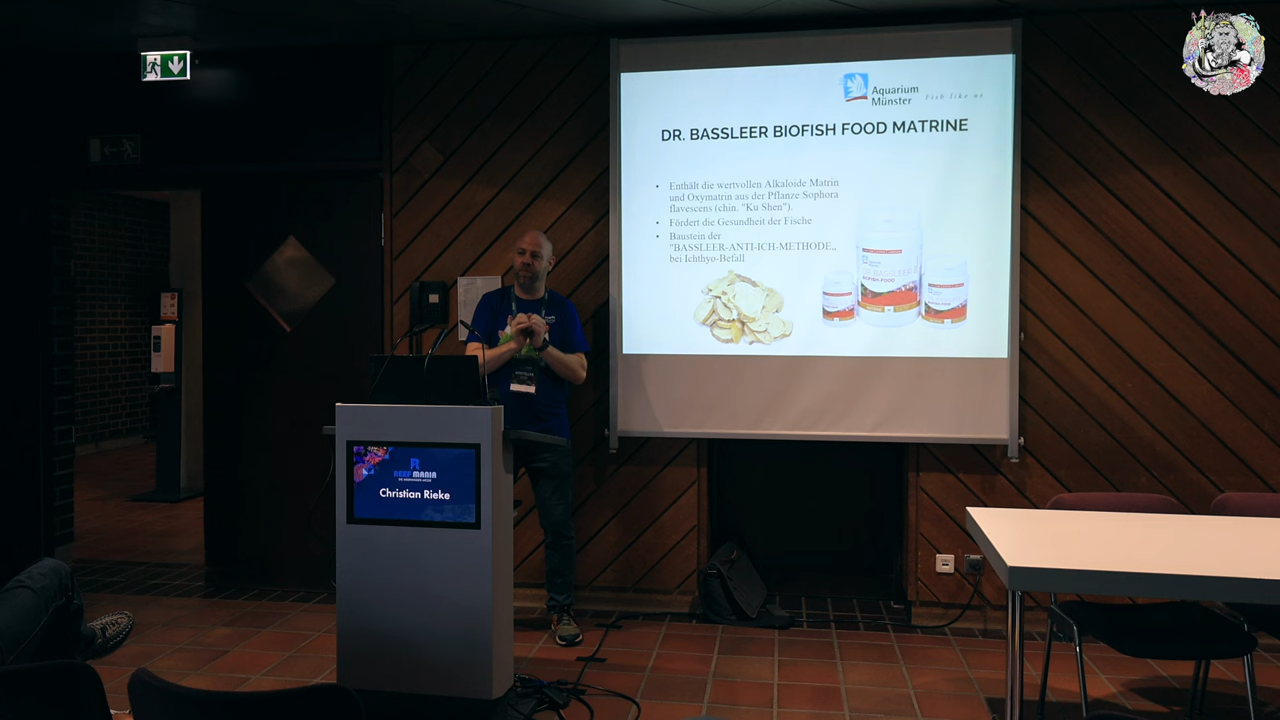 Aquarium
Münster
Fish like us
DR. BASSLEER BIOFISH FOOD MATRINE
• Enthält die wertvollen Alkaloide Matrin
und Oxymatrin aus der Pflanze Sophora
flavescens (chin. "Ku Shen").
• Fördert die Gesundheit der Fische
• Baustein der
"BASSLEER-ANTI-ICH-METHODE„
bei Ichthyo-Befall
DR. BASSLEER
BIOFISH-FOOD
REEF MANIA
Christian Rieke